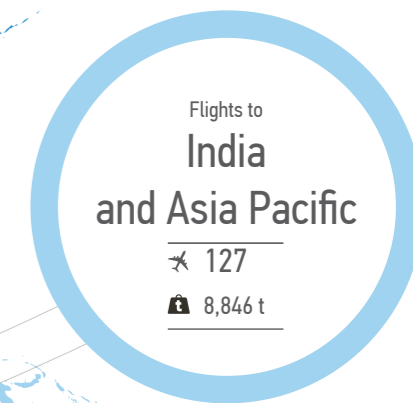 Flights to
India
and Asia Pacific
127
t 8,846 t